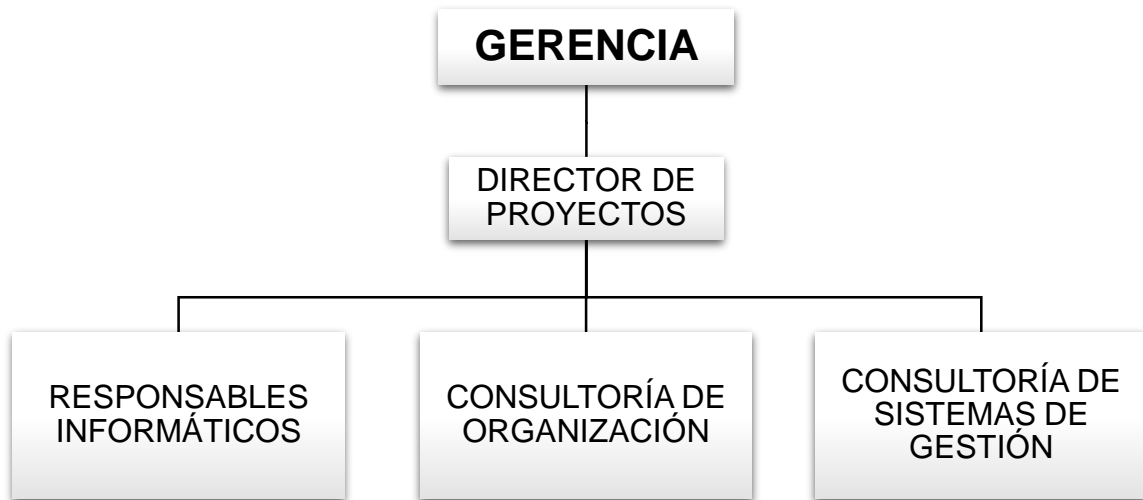 GERENCIA
DIRECTOR DE
PROYECTOS
RESPONSABLES
INFORMÁTICOS
CONSULTORÍA DE
ORGANIZACIÓN
CONSULTORÍA DE
SISTEMAS DE
GESTIÓN